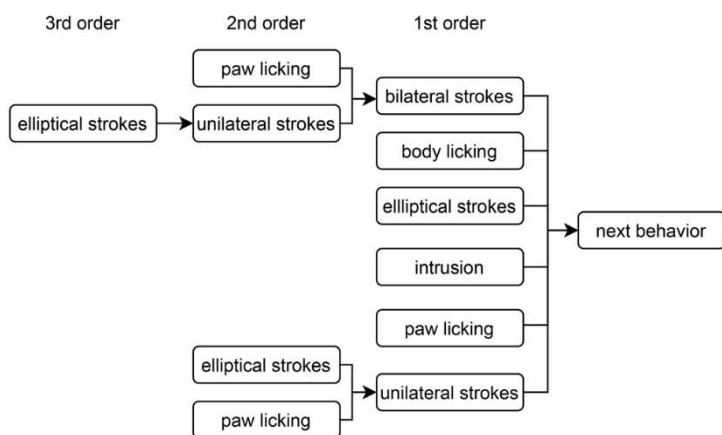 3rd order 2nd order 1st order
paw licking
bilateral strokes
elliptical strokes unilateral strokes
body licking
ellliptical strokes
next behavior
intrusion
paw licking
elliptical strokes
unilateral strokes
paw licking